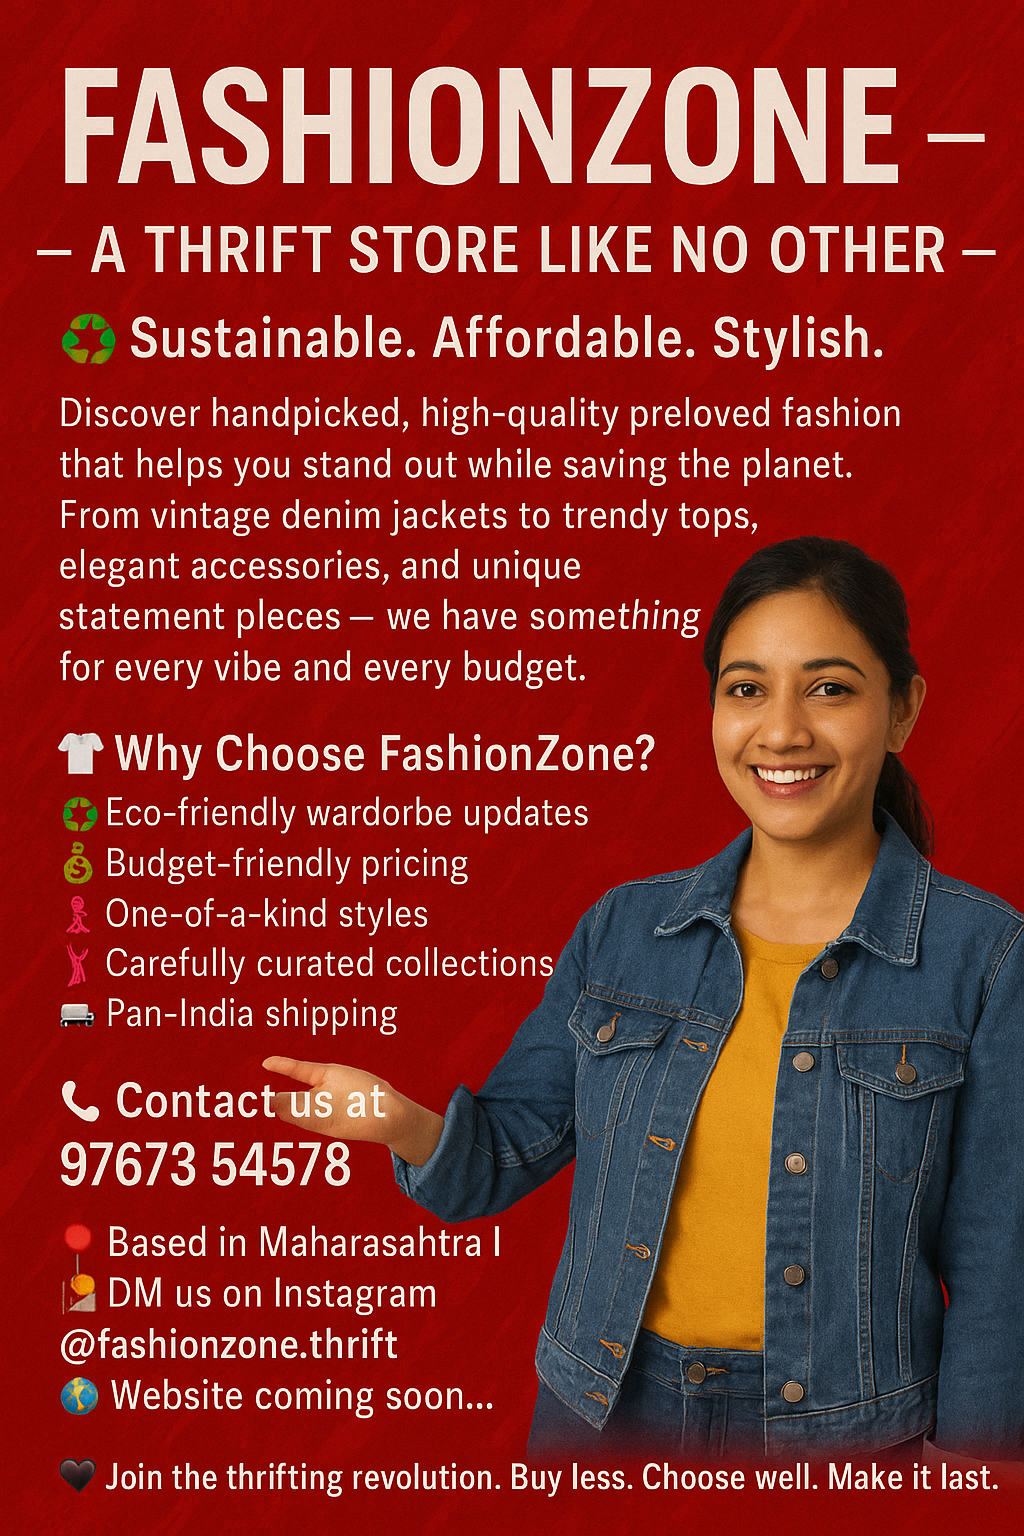 FASHIONZONE –
– A THRIFT STORE LIKE NO OTHER –
Sustainable. Affordable. Stylish.
Discover handpicked, high-quality preloved fashion
that helps you stand out while saving the planet.
From vintage denim jackets to trendy tops,
elegant accessories, and unique
statement pleces – we have something
for every vibe and every budget.
Why Choose FashionZone?
Eco-friendly wardorbe updates
Budget-friendly pricing
One-of-a-kind styles
Carefully curated collections
Pan-India shipping
Contact us at
97673 54578
Based in Maharasahtra I
DM us on Instagram
@fashionzone.thrift
Website coming soon...
Join the thrifting revolution. Buy less. Choose well. Make it last.